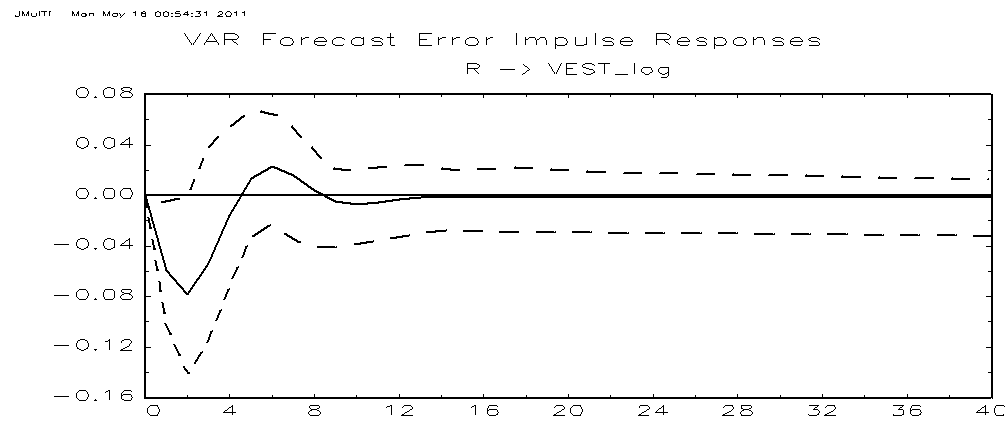 JMulTi Mon May 16 00:54:31 2011
VAR Forecast Error Impulse Responses
R -> VEST_log
0.08
0.04
0.00
-0.04
-0.08
-0.12
-0.16
0 4 8 12 16 20 24 28 32 36 40